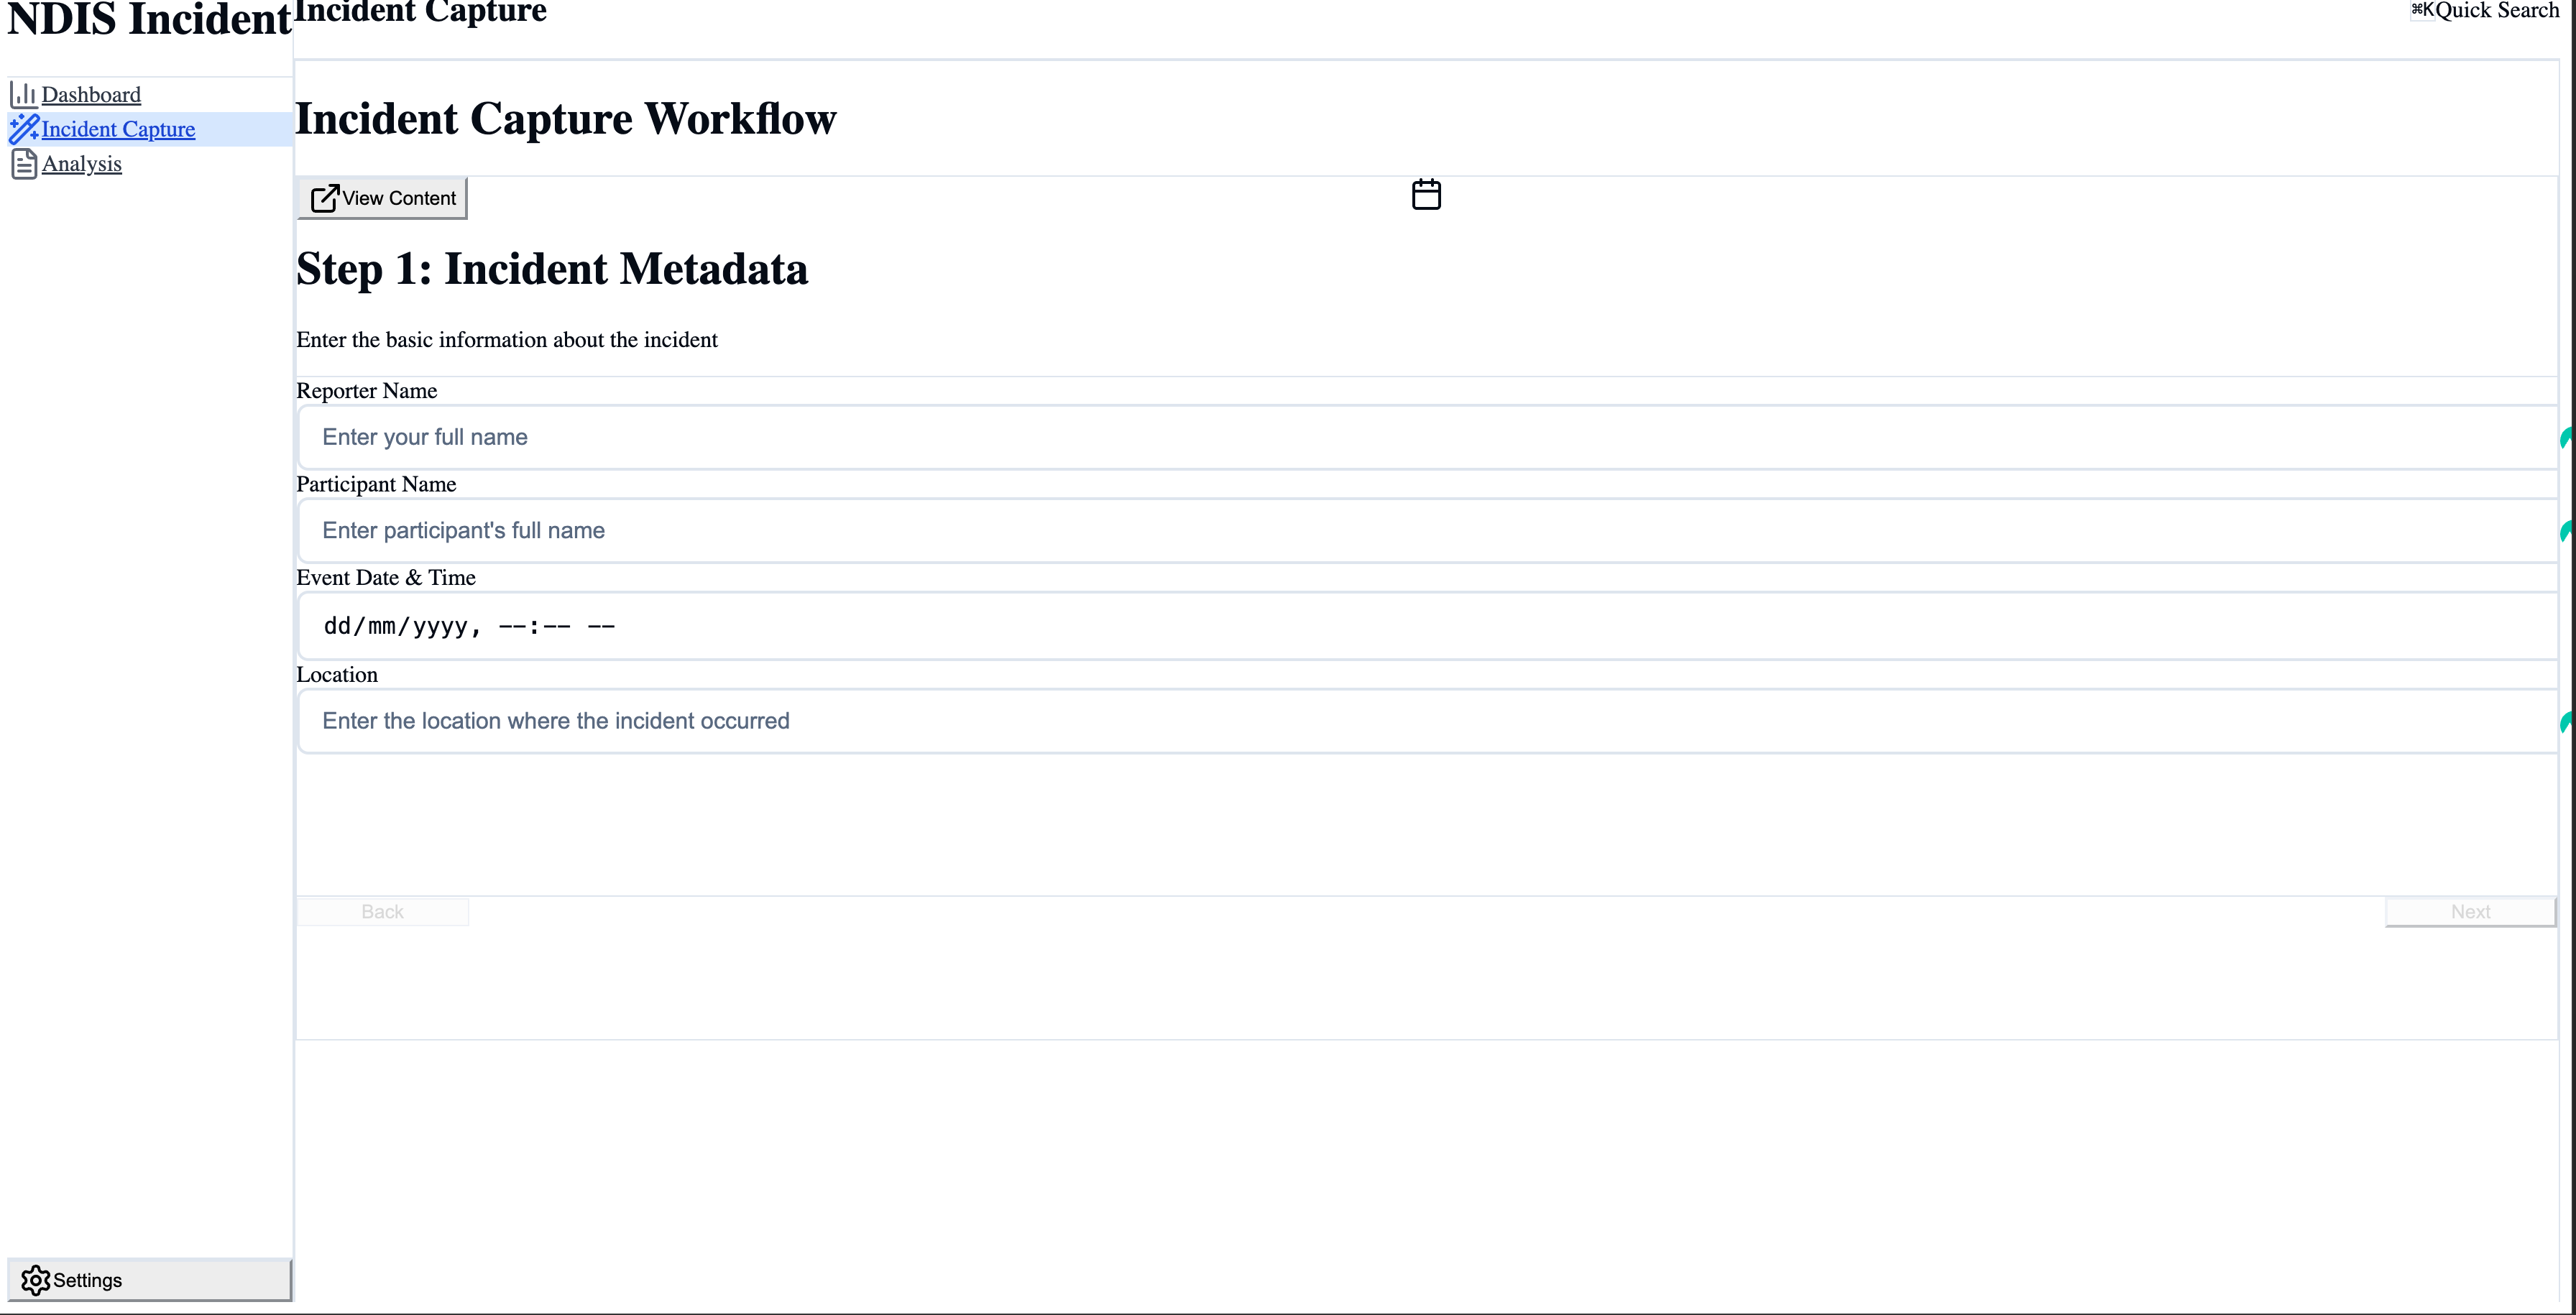 NDIS Incident
Incident Capture
⌘K Quick Search
Dashboard
Incident Capture
Analysis
Incident Capture Workflow
View Content
Step 1: Incident Metadata
Enter the basic information about the incident
Reporter Name
Enter your full name
Participant Name
Enter participant's full name
Event Date & Time
dd/mm/yyyy, --:-- --
Location
Enter the location where the incident occurred
Back
Next
Settings